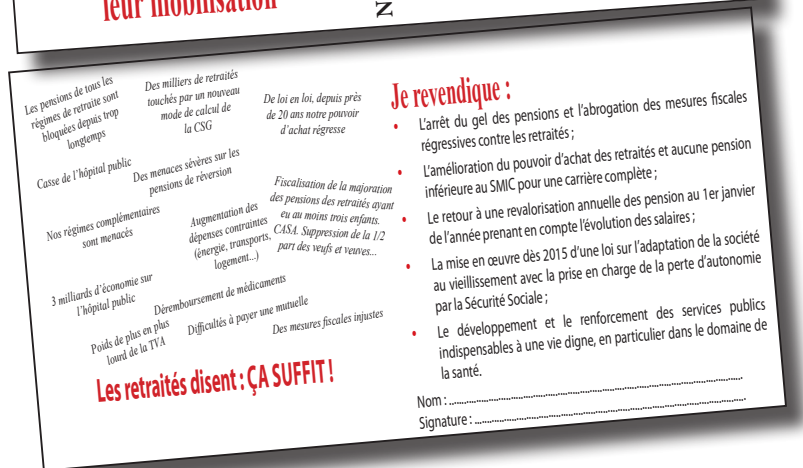 leur mobilisation
N
Les pensions de tous les
régimes de retraite sont
bloquées depuis trop
longtemps
Des milliers de retraités
touchés par un nouveau
mode de calcul de
la CSG
De loi en loi, depuis près
de 20 ans notre pouvoir
d'achat régresse
Casse de l'hôpital public
Des menaces sévères sur les
pensions de réversion
Nos régimes complémentaires
sont menacés
Augmentation des
dépenses contraintes
(énergie, transports,
logement...)
Fiscalisation de la majoration
des pensions des retraités ayant
eu au moins trois enfants.
CASA. Suppression de la 1/2
part des veufs et veuves...
3 milliards d'économie sur
l'hôpital public
Déremboursement de médicaments
Poids de plus en plus
lourd de la TVA
Difficultés à payer une mutuelle
Des mesures fiscales injustes
Les retraités disent : ÇA SUFFIT !
Je revendique :
• L'arrêt du gel des pensions et l'abrogation des mesures fiscales
régressives contre les retraités ;
• L'amélioration du pouvoir d'achat des retraités et aucune pension
inférieure au SMIC pour une carrière complète ;
• Le retour à une revalorisation annuelle des pension au 1er janvier
de l'année prenant en compte l'évolution des salaires ;
• La mise en œuvre dès 2015 d'une loi sur l'adaptation de la société
au vieillissement avec la prise en charge de la perte d'autonomie
par la Sécurité Sociale ;
• Le développement et le renforcement des services publics
indispensables à une vie digne, en particulier dans le domaine de
la santé.
Nom : ................................................................
Signature : ................................................................